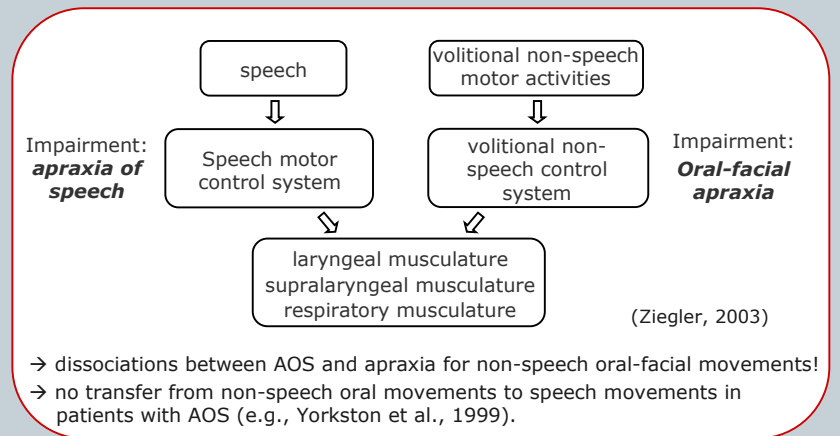 speech
volitional non-speech
motor activities
Impairment:
apraxia of
speech
Speech motor
control system
volitional non-
speech control
system
Impairment:
Oral-facial
apraxia
laryngeal musculature
supralaryngeal musculature
respiratory musculature
(Ziegler, 2003)
→ dissociations between AOS and apraxia for non-speech oral-facial movements!
→ no transfer from non-speech oral movements to speech movements in
patients with AOS (e.g., Yorkston et al., 1999).